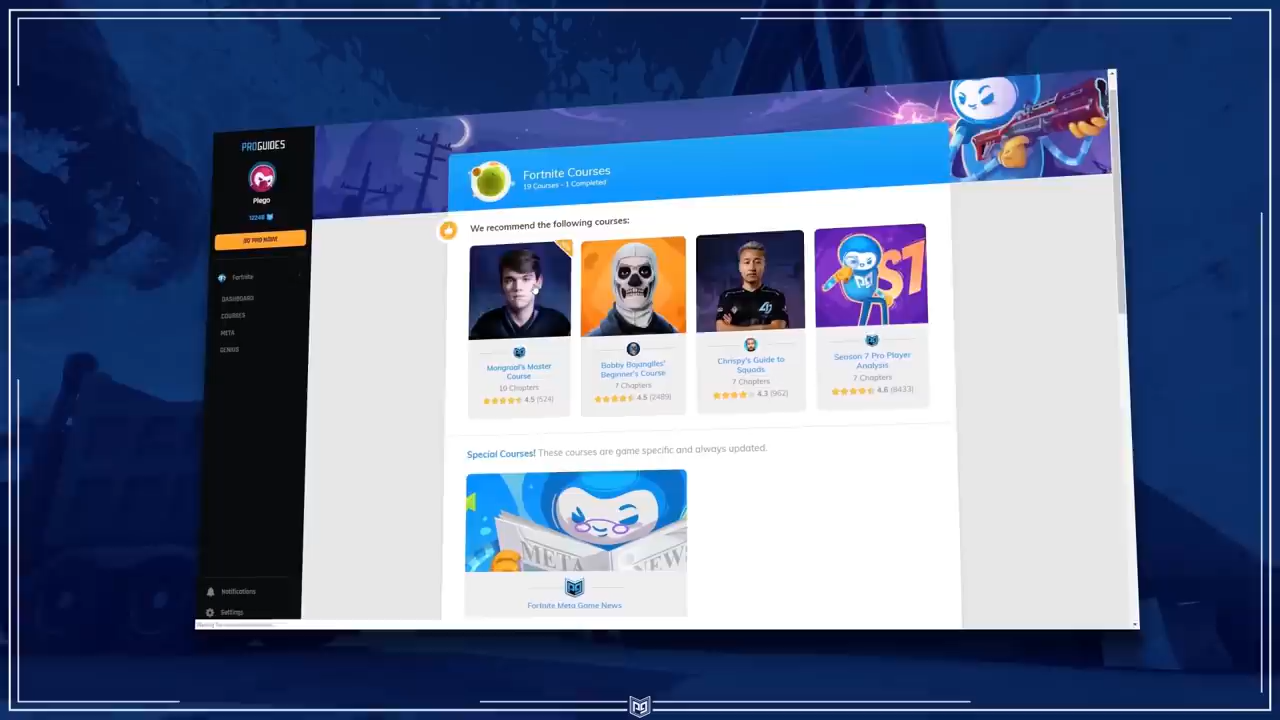 PROGUIDES
Plego
12248
GO PRO NOW!
Fortnite
DASHBOARD
COURSES
META
GENIUS
Notifications
Settings
Fortnite Courses
19 Courses - 1 Completed
We recommend the following courses:
Mongraal's Master
Course
10 Chapters
4.5 (524)
Bobby Bojangles'
Beginner's Course
7 Chapters
4.5 (2489)
Chrispy's Guide to
Squads
7 Chapters
4.3 (962)
S7
Season 7 Pro Player
Analysis
7 Chapters
4.6 (8433)
Special Courses! These courses are game specific and always updated.
META NEWS
Fortnite Meta Game News